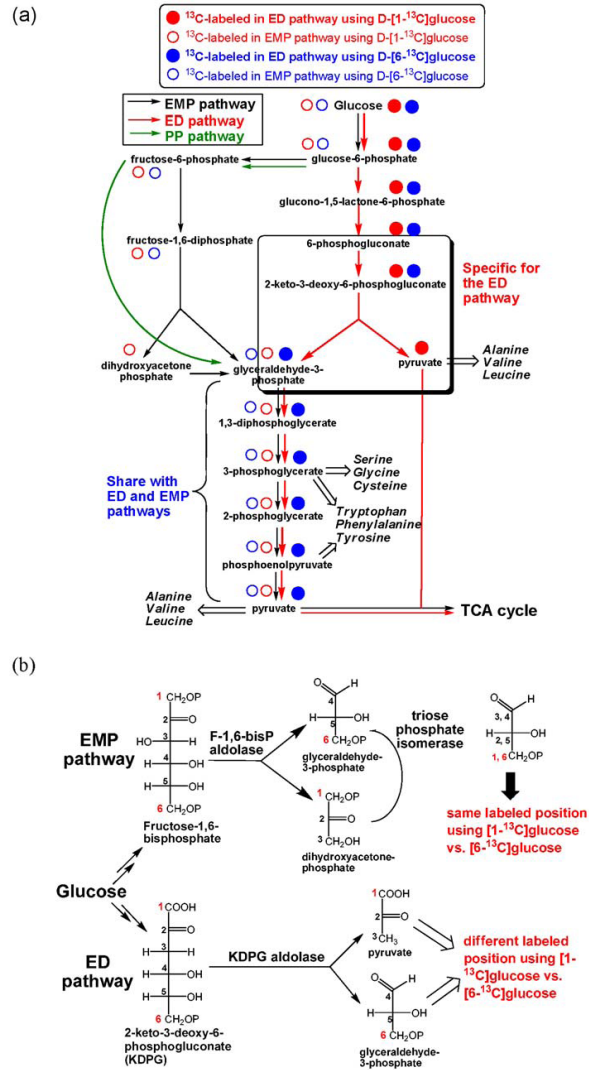 (a)
13C-labeled in ED pathway using D-[1-13C]glucose
13C-labeled in EMP pathway using D-[1-13C]glucose
13C-labeled in ED pathway using D-[6-13C]glucose
13C-labeled in EMP pathway using D-[6-13C]glucose
EMP pathway
ED pathway
PP pathway
Glucose
fructose-6-phosphate
glucose-6-phosphate
glucono-1,5-lactone-6-phosphate
fructose-1,6-diphosphate
6-phosphogluconate
2-keto-3-deoxy-6-phosphogluconate
Specific for
the ED
pathway
dihydroxyacetone
phosphate
glyceraldehyde-3-
phosphate
pyruvate
Alanine
Valine
Leucine
1,3-diphosphoglycerate
Share with
ED and EMP
pathways
3-phosphoglycerate
Serine
Glycine
Cysteine
2-phosphoglycerate
Tryptophan
Phenylalanine
Tyrosine
phosphoenolpyruvate
Alanine
Valine
Leucine
pyruvate
TCA cycle
(b)
EMP
pathway
1 CH2OP
2 O
HO 3 H
H 4 OH
H 5 OH
6 CH2OP
Fructose-1,6-
bisphosphate
F-1,6-bisP
aldolase
O H
4
H 5 OH
6 CH2OP
glyceraldehyde-
3-phosphate
1 CH2OP
2 O
3 CH2OH
dihydroxyacetone-
phosphate
triose
phosphate
isomerase
O H
3, 4
H OH
2, 5
1, 6 CH2OP
same labeled position
using [1-13C]glucose
vs. [6-13C]glucose
Glucose
ED
pathway
1 COOH
2 O
H 3 H
H 4 OH
H 5 OH
6 CH2OP
2-keto-3-deoxy-6-
phosphogluconate
(KDPG)
KDPG aldolase
1 COOH
2 O
3 CH3
pyruvate
O H
4
H 5 OH
6 CH2OP
glyceraldehyde-
3-phosphate
different labeled
position using [1-
13C]glucose vs.
[6-13C]glucose